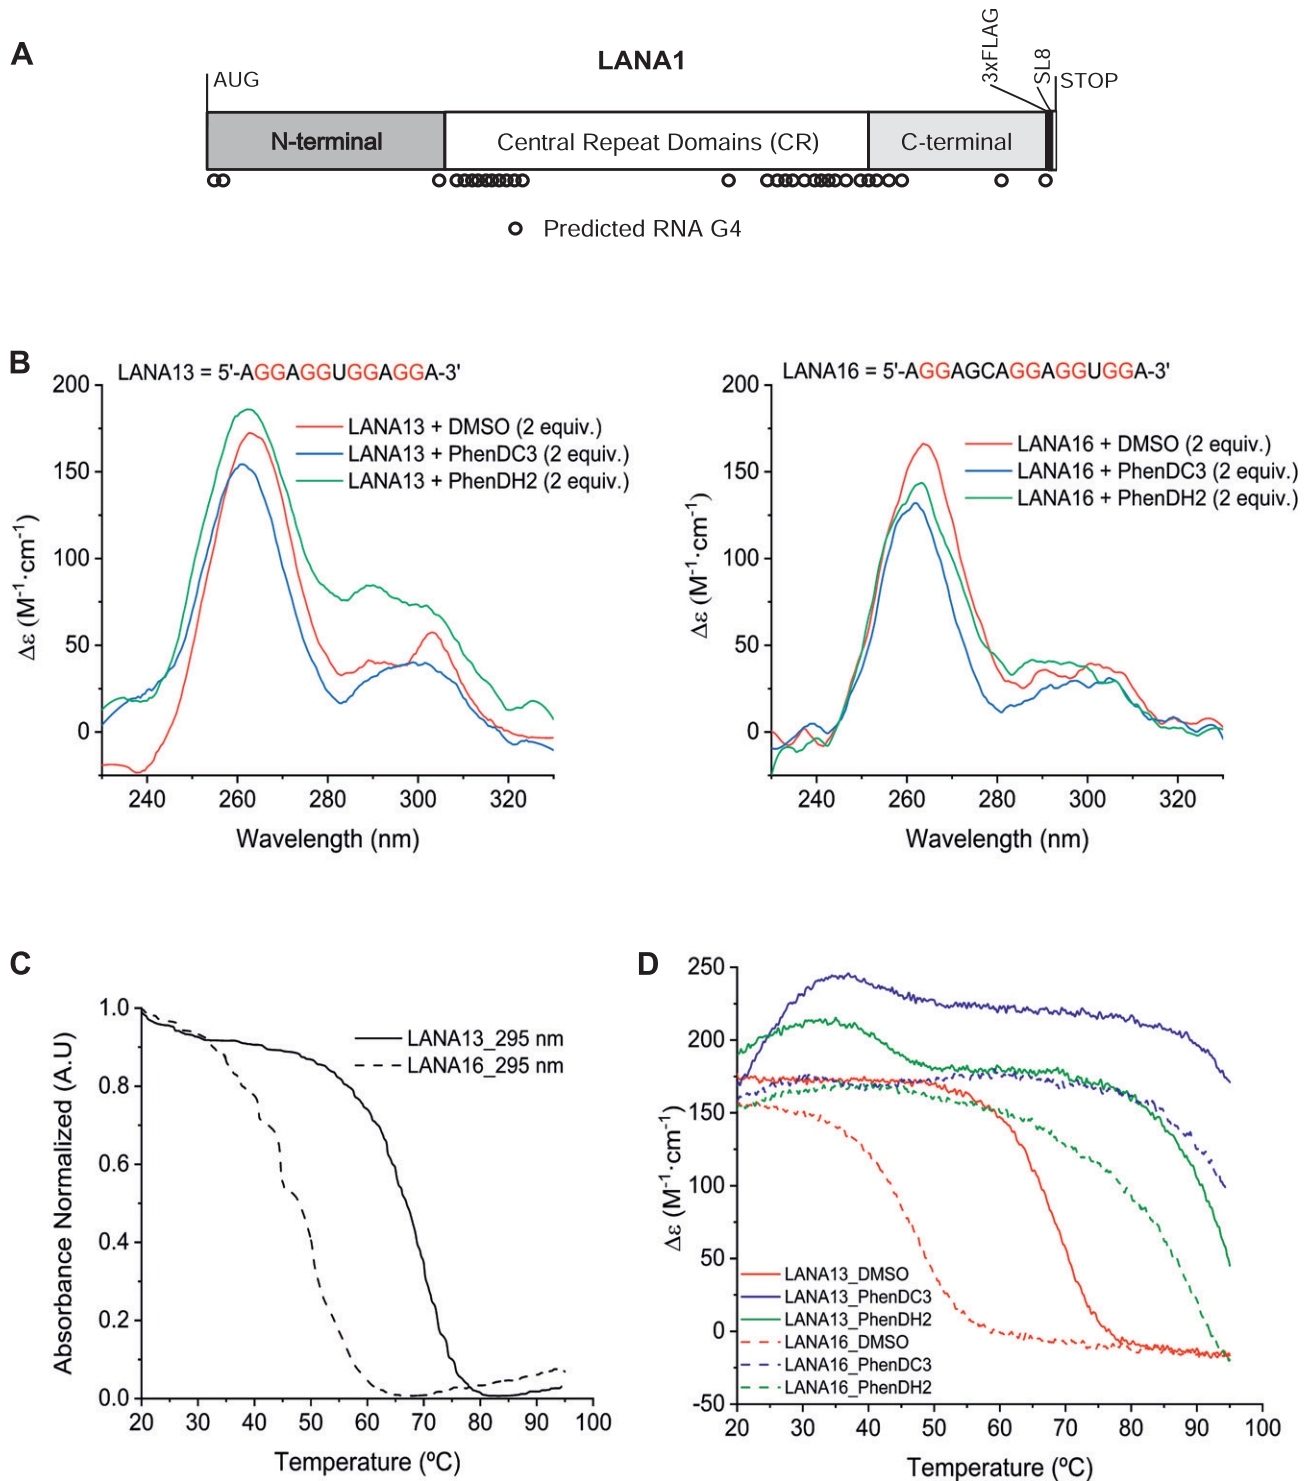 A
LANA1
AUG
3xFLAG
SL8
STOP
N-terminal
Central Repeat Domains (CR)
C-terminal
Predicted RNA G4
B
LANA13 = 5'-AGGAGGUGGAGGA-3'
200
150
100
50
0
LANA13 + DMSO (2 equiv.)
LANA13 + PhenDC3 (2 equiv.)
LANA13 + PhenDH2 (2 equiv.)
Δε (M⁻¹·cm⁻¹)
240 260 280 300 320
Wavelength (nm)
LANA16 = 5'-AGGAGCAGGAGGUGGA-3'
200
150
100
50
0
LANA16 + DMSO (2 equiv.)
LANA16 + PhenDC3 (2 equiv.)
LANA16 + PhenDH2 (2 equiv.)
Δε (M⁻¹·cm⁻¹)
240 260 280 300 320
Wavelength (nm)
C
1.0
0.8
0.6
0.4
0.2
0.0
LANA13_295 nm
LANA16_295 nm
Absorbance Normalized (A.U)
20 30 40 50 60 70 80 90 100
Temperature (ºC)
D
250
200
150
100
50
0
-50
Δε (M⁻¹·cm⁻¹)
LANA13_DMSO
LANA13_PhenDC3
LANA13_PhenDH2
LANA16_DMSO
LANA16_PhenDC3
LANA16_PhenDH2
20 30 40 50 60 70 80 90 100
Temperature (ºC)